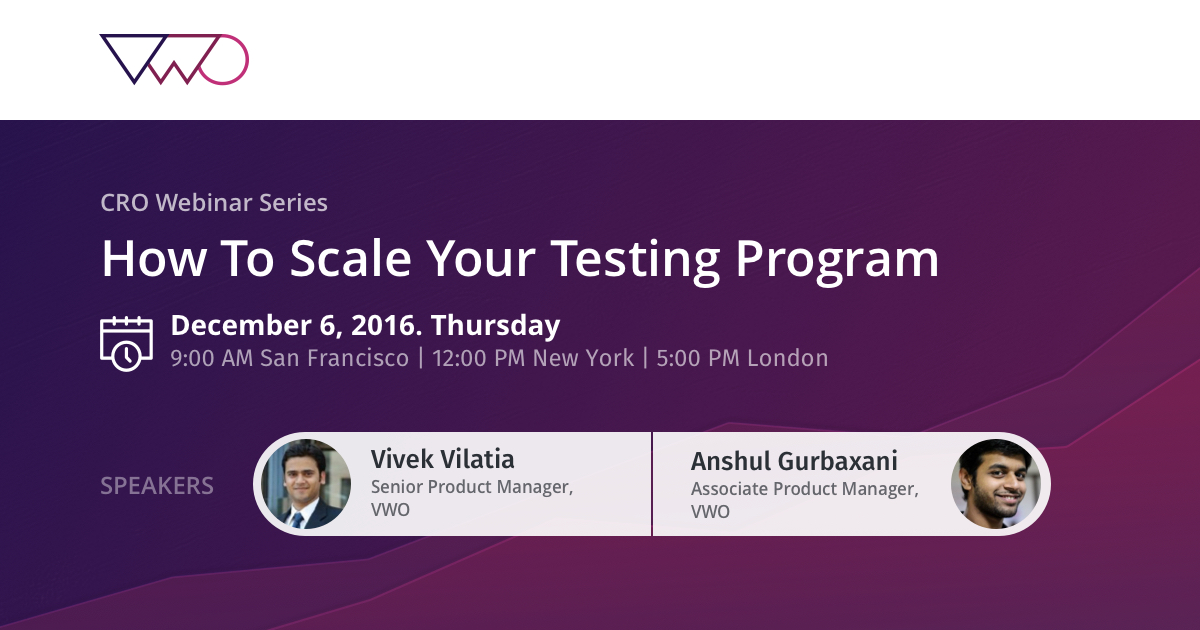 VWO
CRO Webinar Series
How To Scale Your Testing Program
December 6, 2016. Thursday
9:00 AM San Francisco | 12:00 PM New York | 5:00 PM London
SPEAKERS
Vivek Vilatia
Senior Product Manager,
VWO
Anshul Gurbaxani
Associate Product Manager,
VWO